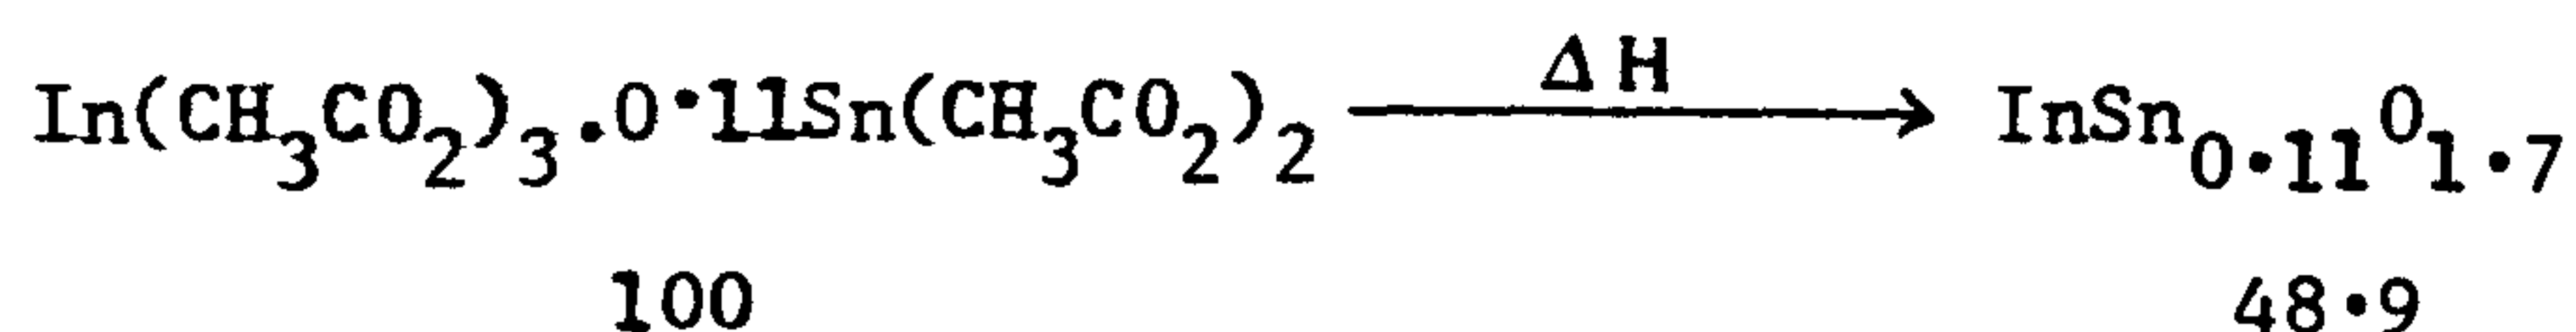 ΔH
In(CH₃CO₂)₃.0·11Sn(CH₃CO₂)₂ ⟶ InSn₀.₁₁O₁.₇
100 48·9